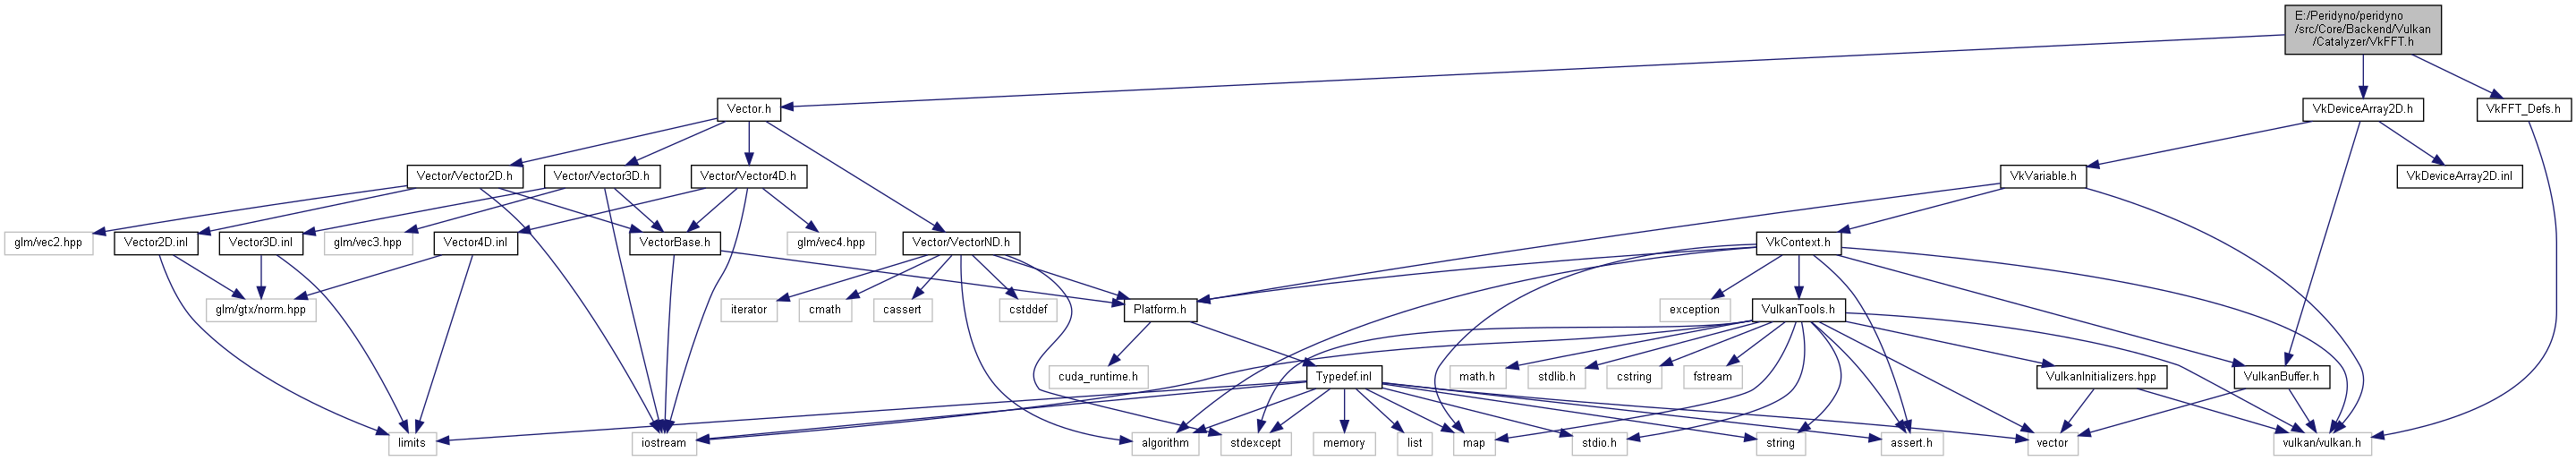 E:/Peridyno/peridyno
/src/Core/Backend/Vulkan
/Catalyzer/VkFFT.h
Vector.h
VkDeviceArray2D.h
VkFFT_Defs.h
Vector/Vector2D.h
Vector/Vector3D.h
Vector/Vector4D.h
VkVariable.h
VkDeviceArray2D.inl
glm/vec2.hpp
Vector2D.inl
Vector3D.inl
glm/vec3.hpp
Vector4D.inl
VectorBase.h
glm/vec4.hpp
Vector/VectorND.h
VkContext.h
glm/gtx/norm.hpp
iterator
cmath
cassert
cstddef
Platform.h
exception
VulkanTools.h
cuda_runtime.h
Typedef.inl
math.h
stdlib.h
cstring
fstream
VulkanInitializers.hpp
VulkanBuffer.h
limits
iostream
algorithm
stdexcept
memory
list
map
stdio.h
string
assert.h
vector
vulkan/vulkan.h